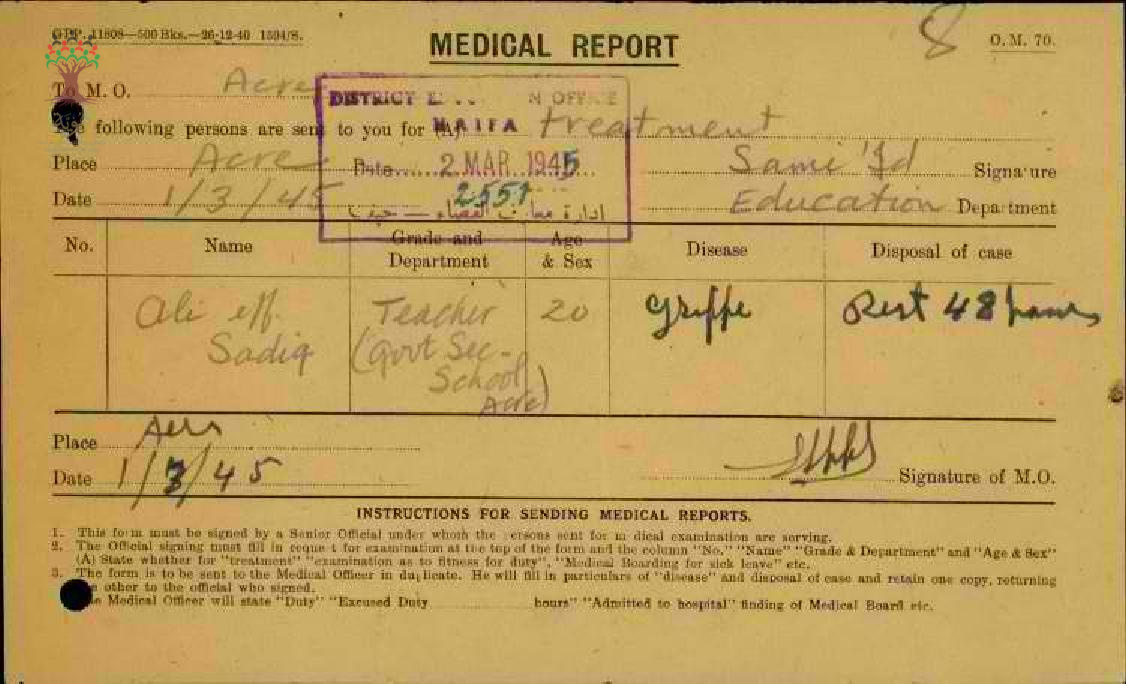 G.P.P. 11808—500 Bks.—26-12-40 1594/S.
8
O.M. 70.
MEDICAL REPORT
To M. O. Acre
DISTRICT E... N OFFICE
HAIFA
Date 2 MAR 1945
2551
ادارة معارف اللواء — حيفا
The following persons are sent to you for (A) treatment
Place Acre Sami 'Id Signature
Date 1/3/45 Education Department
No. Name Grade and Department Age & Sex Disease Disposal of case
Ali eff. Sadiq Teacher (Govt Sec. School Acre) 20 Grippe Rest 48 hours
Place Acre
Date 1/3/45 Signature of M.O.
INSTRUCTIONS FOR SENDING MEDICAL REPORTS.
1. This form must be signed by a Senior Official under whom the persons sent for m dical examination are serving.
2. The Official signing must fill in reque t for examination at the top of the form and the column "No." "Name" "Grade & Department" and "Age & Sex"
(A) State whether for "treatment" "examination as to fitness for duty", "Medical Boarding for sick leave" etc.
3. The form is to be sent to the Medical Officer in duplicate. He will fill in particulars of "disease" and disposal of case and retain one copy, returning
other to the official who signed.
Medical Officer will state "Duty" "Excused Duty ............ hours" "Admitted to hospital" finding of Medical Board etc.